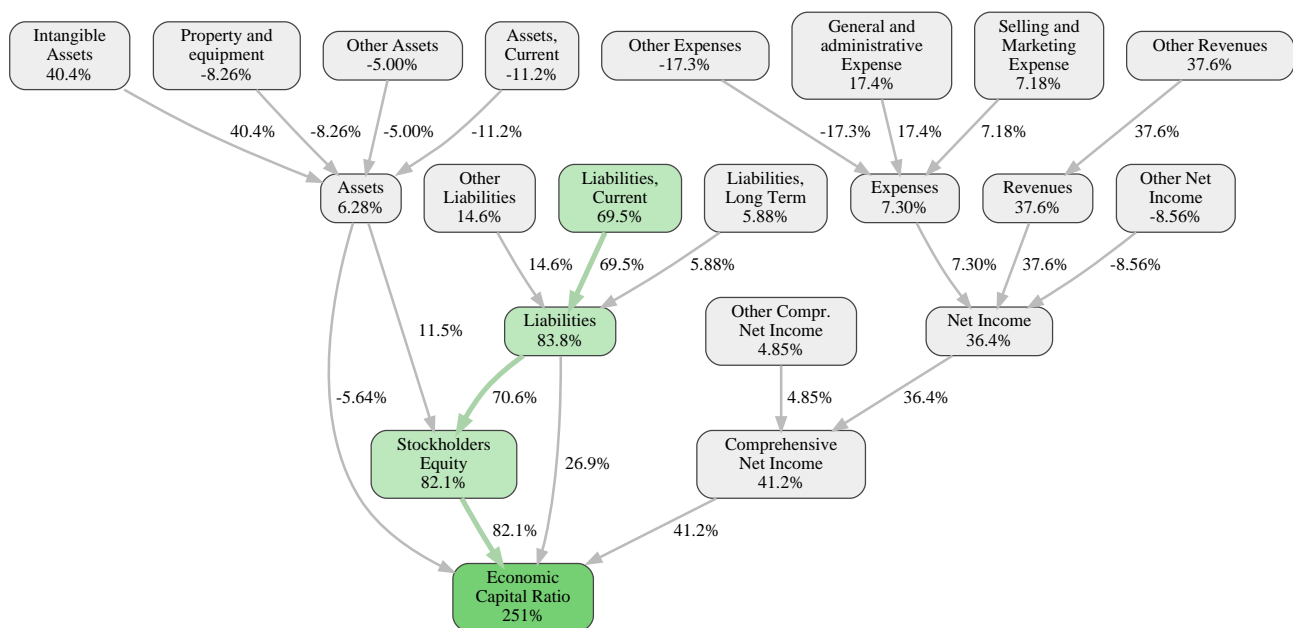 Intangible
Assets
40.4%
Property and
equipment
-8.26%
Other Assets
-5.00%
Assets,
Current
-11.2%
Other Expenses
-17.3%
General and
administrative
Expense
17.4%
Selling and
Marketing
Expense
7.18%
Other Revenues
37.6%
40.4%
-8.26%
-5.00%
-11.2%
-17.3%
17.4%
7.18%
37.6%
Assets
6.28%
Other
Liabilities
14.6%
Liabilities,
Current
69.5%
Liabilities,
Long Term
5.88%
Expenses
7.30%
Revenues
37.6%
Other Net
Income
-8.56%
14.6%
69.5%
5.88%
7.30%
37.6%
-8.56%
Liabilities
83.8%
Other Compr.
Net Income
4.85%
Net Income
36.4%
11.5%
-5.64%
70.6%
4.85%
36.4%
Stockholders
Equity
82.1%
26.9%
Comprehensive
Net Income
41.2%
82.1%
41.2%
Economic
Capital Ratio
251%